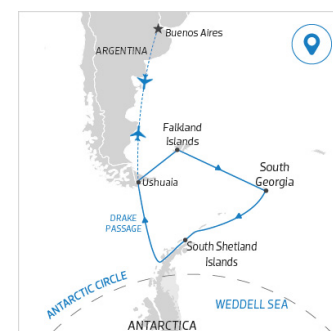 Buenos Aires
ARGENTINA
Falkland
islands
South
Georgia
Ushuaia
DRAKE
PASSAGE
South Shetland
islands
ANTARCTIC CIRCLE
WEDDELL SEA
ANTARCTICA